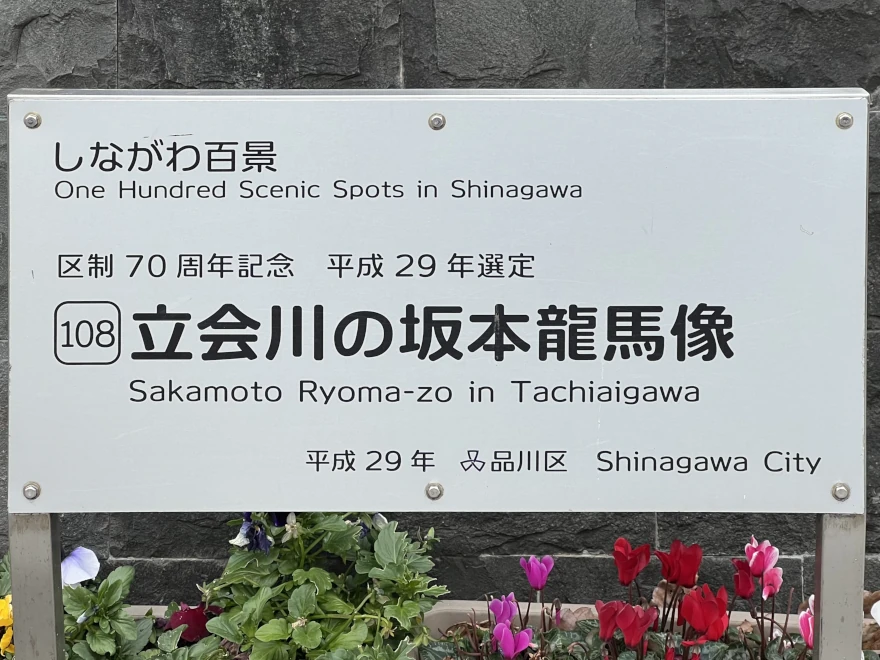 しながわ百景
One Hundred Scenic Spots in Shinagawa
区制 70 周年記念　平成 29 年選定
108 立会川の坂本龍馬像
Sakamoto Ryoma-zo in Tachiaigawa
平成 29 年 品川区 Shinagawa City